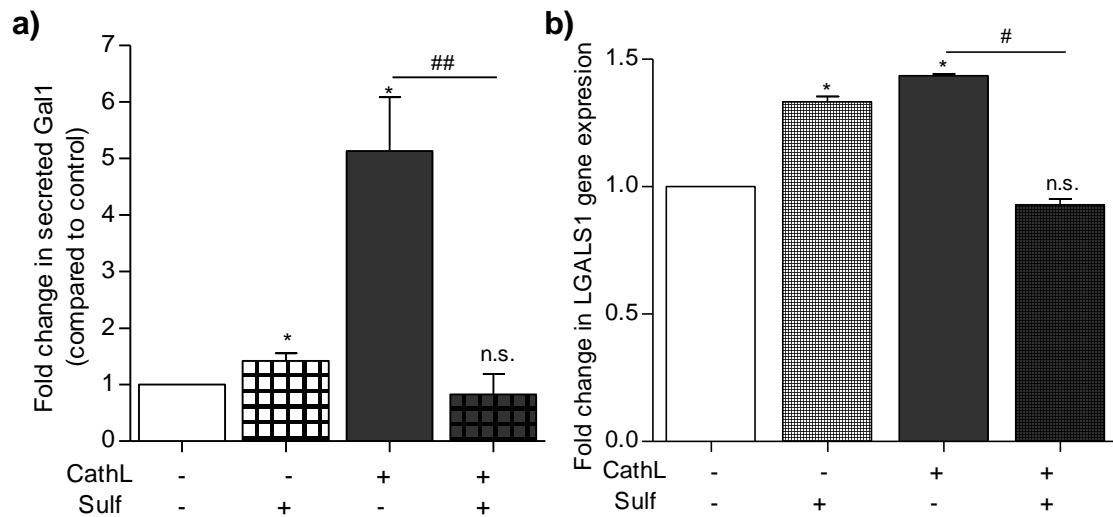 a)
Fold change in secreted Gal1
(compared to control)
7
6
5
4
3
2
1
0
*
*
##
n.s.
CathL - - + +
Sulf - + - +
b)
Fold change in LGALS1 gene expresion
1.5
1.0
0.5
0.0
*
*
#
n.s.
CathL - - + +
Sulf - + - +